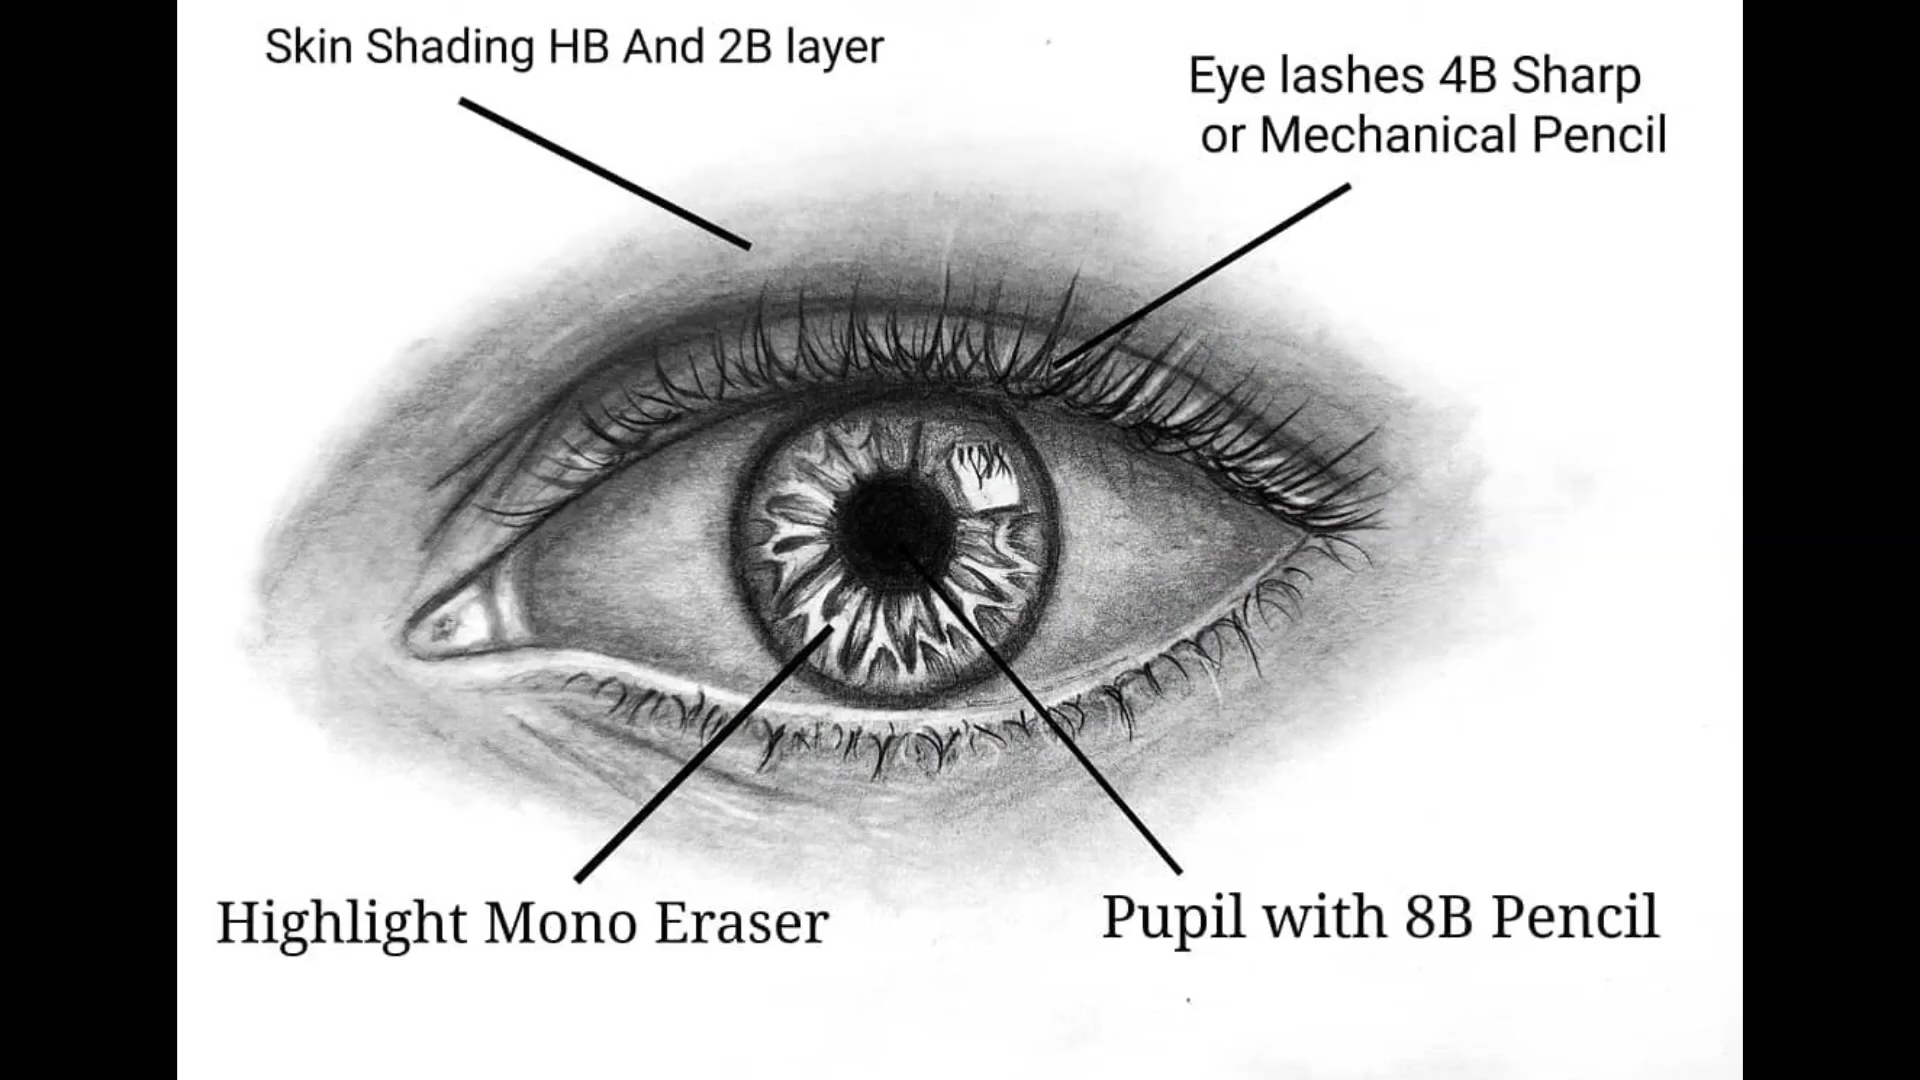 Skin Shading HB And 2B layer
Eye lashes 4B Sharp
or Mechanical Pencil
Highlight Mono Eraser
Pupil with 8B Pencil